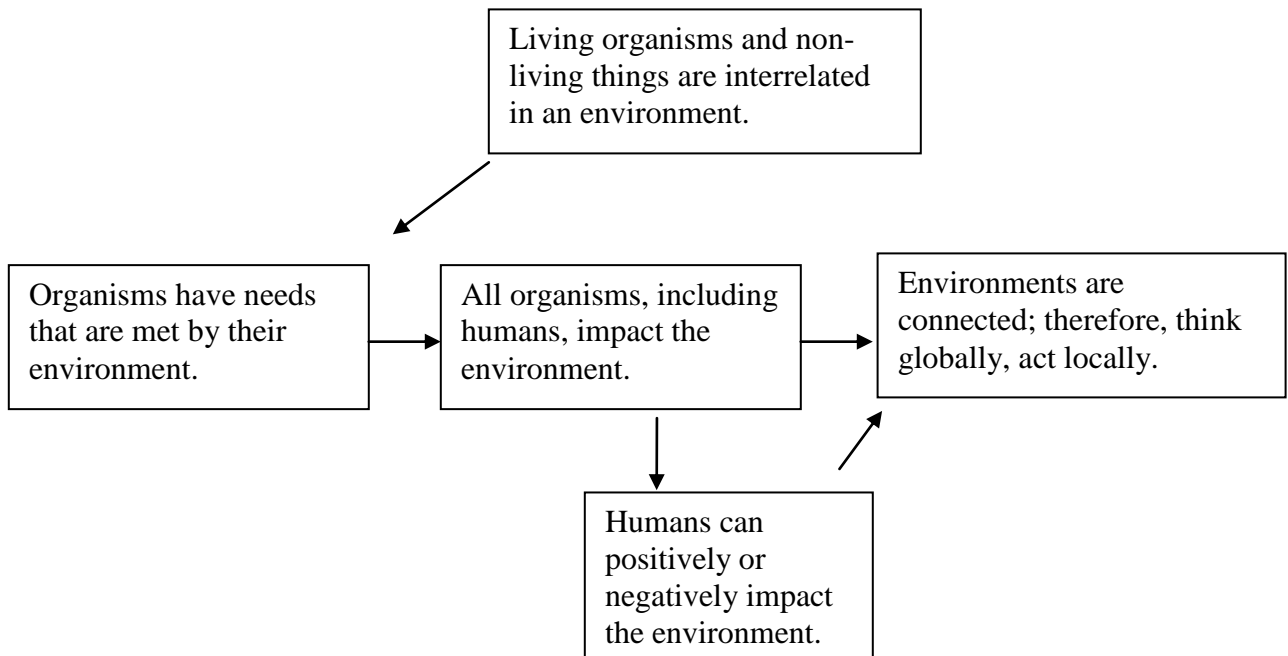 Living organisms and non-
living things are interrelated
in an environment.
Organisms have needs
that are met by their
environment.
All organisms, including
humans, impact the
environment.
Environments are
connected; therefore, think
globally, act locally.
Humans can
positively or
negatively impact
the environment.